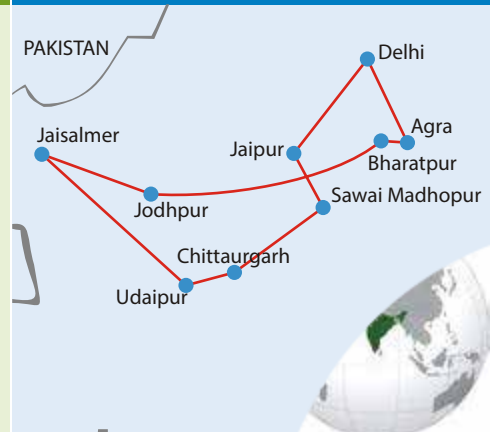 PAKISTAN
Delhi
Jaisalmer
Agra
Jaipur
Bharatpur
Jodhpur
Sawai Madhopur
Chittaurgarh
Udaipur